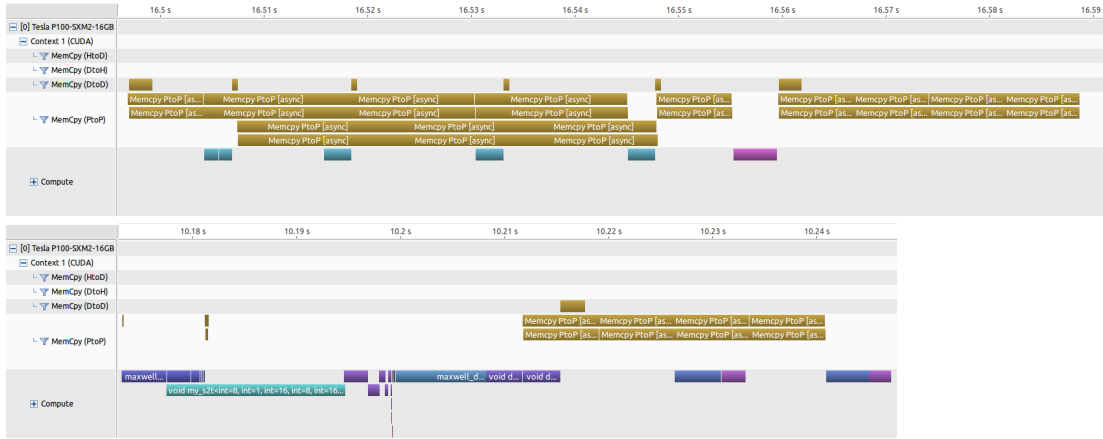 16.5 s 16.51 s 16.52 s 16.53 s 16.54 s 16.55 s 16.56 s 16.57 s 16.58 s 16.59
[0] Tesla P100-SXM2-16GB
Context 1 (CUDA)
MemCpy (HtoD)
MemCpy (DtoH)
MemCpy (DtoD)
Memcpy PtoP [as... Memcpy PtoP [async] Memcpy PtoP [async] Memcpy PtoP [async] Memcpy PtoP [as... Memcpy PtoP [as... Memcpy PtoP [as... Memcpy PtoP [as... Memcpy PtoP [as...
Memcpy PtoP [as... Memcpy PtoP [async] Memcpy PtoP [async] Memcpy PtoP [async] Memcpy PtoP [as... Memcpy PtoP [as... Memcpy PtoP [as... Memcpy PtoP [as... Memcpy PtoP [as...
MemCpy (PtoP)
Memcpy PtoP [async] Memcpy PtoP [async] Memcpy PtoP [async]
Memcpy PtoP [async] Memcpy PtoP [async] Memcpy PtoP [async]
Compute
10.18 s 10.19 s 10.2 s 10.21 s 10.22 s 10.23 s 10.24 s
[0] Tesla P100-SXM2-16GB
Context 1 (CUDA)
MemCpy (HtoD)
MemCpy (DtoH)
MemCpy (DtoD)
Memcpy PtoP [as... Memcpy PtoP [as... Memcpy PtoP [as... Memcpy PtoP [as...
Memcpy PtoP [as... Memcpy PtoP [as... Memcpy PtoP [as... Memcpy PtoP [as...
MemCpy (PtoP)
maxwell... maxwell_d... void d... void d...
void my_s2t<int=8, int=1, int=16, int=8, int=16...
Compute